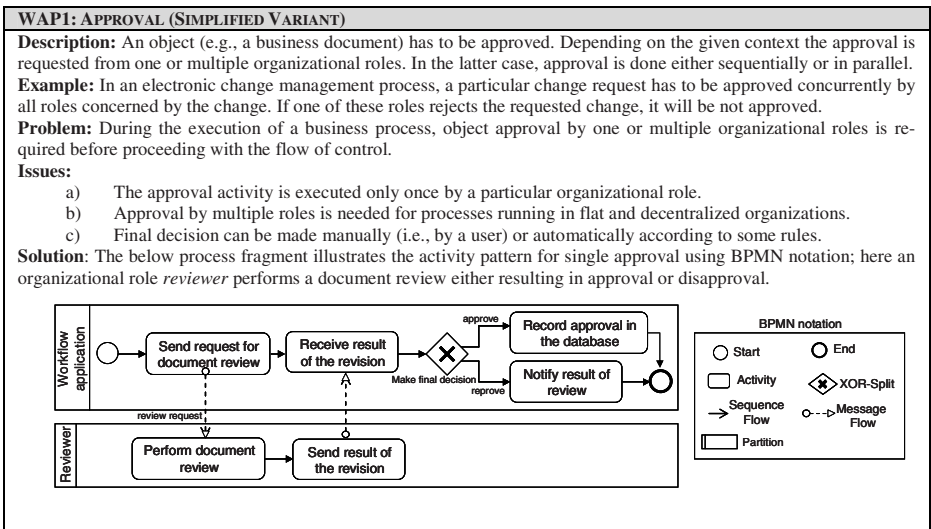 WAP1: APPROVAL (SIMPLIFIED VARIANT)
Description: An object (e.g., a business document) has to be approved. Depending on the given context the approval is
requested from one or multiple organizational roles. In the latter case, approval is done either sequentially or in parallel.
Example: In an electronic change management process, a particular change request has to be approved concurrently by
all roles concerned by the change. If one of these roles rejects the requested change, it will be not approved.
Problem: During the execution of a business process, object approval by one or multiple organizational roles is re-
quired before proceeding with the flow of control.
Issues:
a) The approval activity is executed only once by a particular organizational role.
b) Approval by multiple roles is needed for processes running in flat and decentralized organizations.
c) Final decision can be made manually (i.e., by a user) or automatically according to some rules.
Solution: The below process fragment illustrates the activity pattern for single approval using BPMN notation; here an
organizational role reviewer performs a document review either resulting in approval or disapproval.
Workflow
application
Send request for
document review
Receive result
of the revision
Make final decision
approve
reprove
Record approval in
the database
Notify result of
review
review request
Reviewer
Perform document
review
Send result of
the revision
BPMN notation
Start
End
Activity
XOR-Split
Sequence
Flow
Message
Flow
Partition